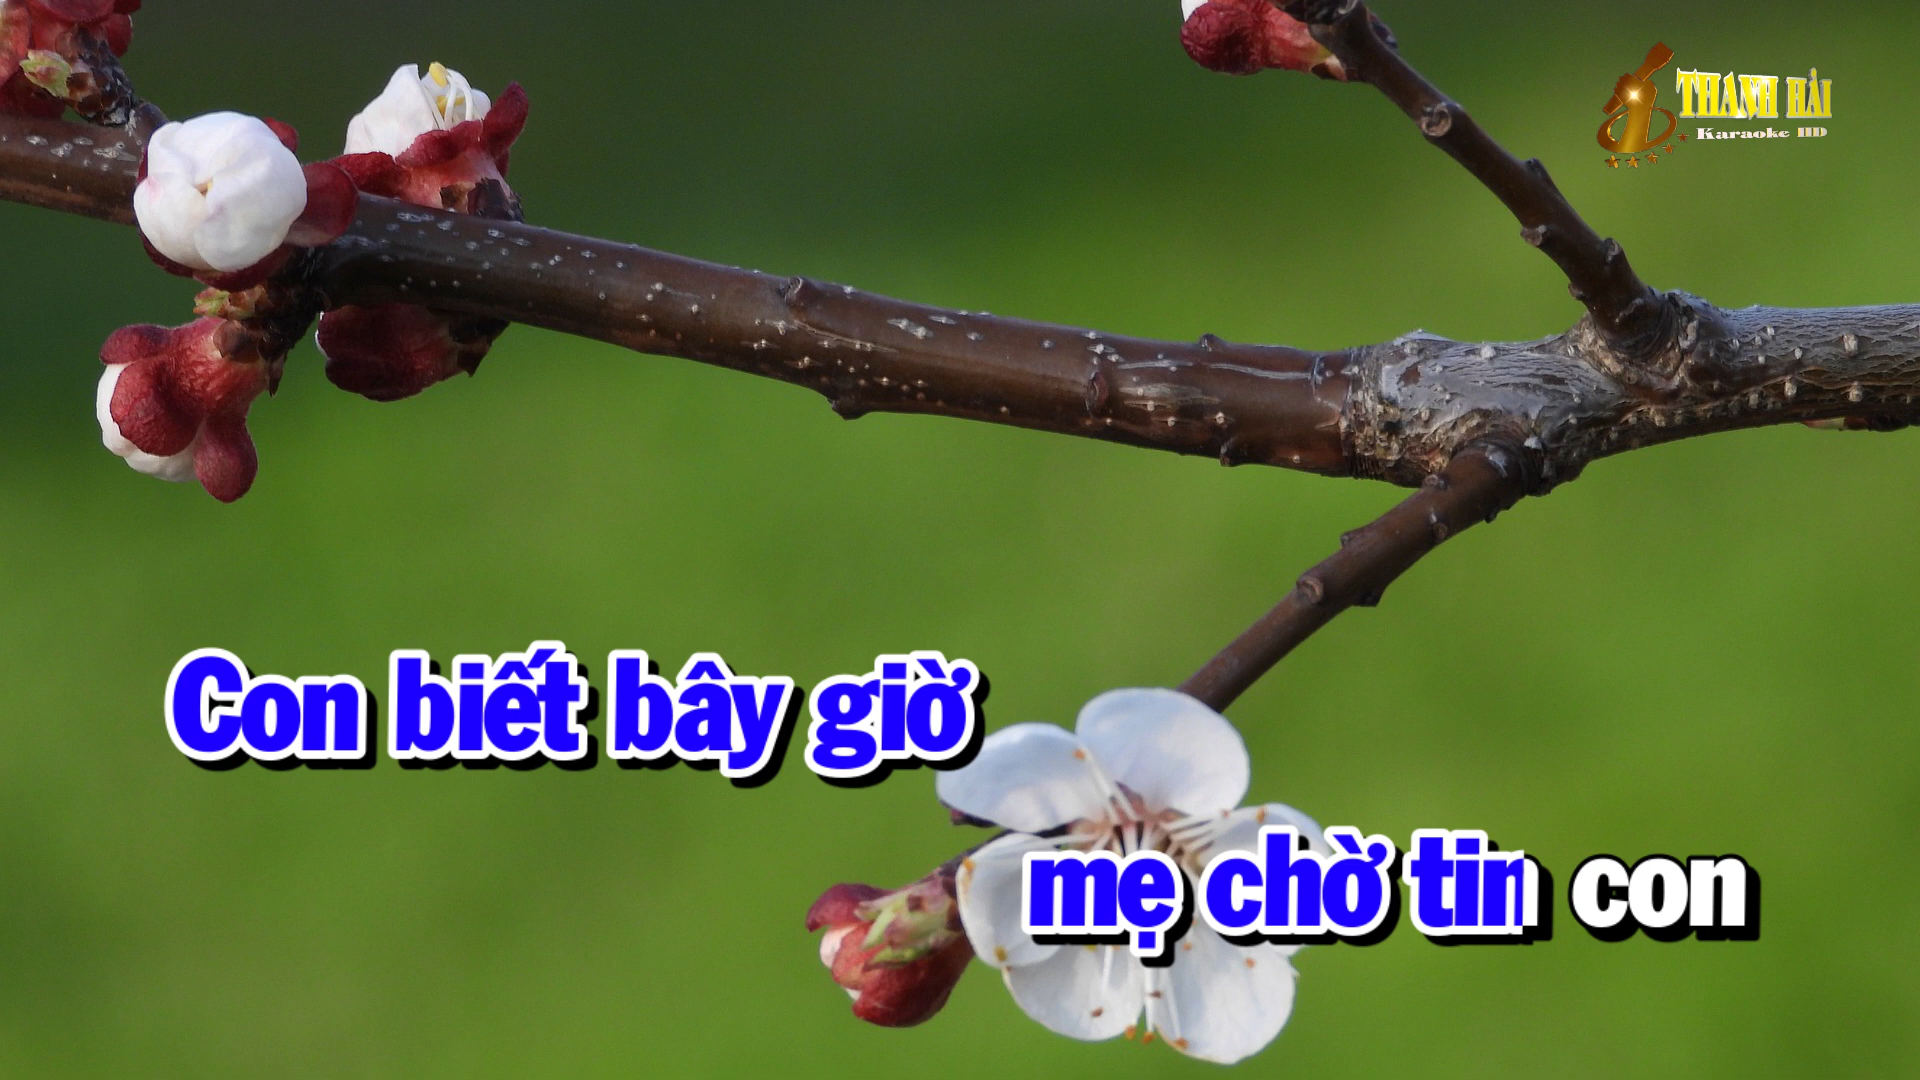 THANH HẢI
Karaoke HD
Con biết bây giờ
mẹ chờ tin con